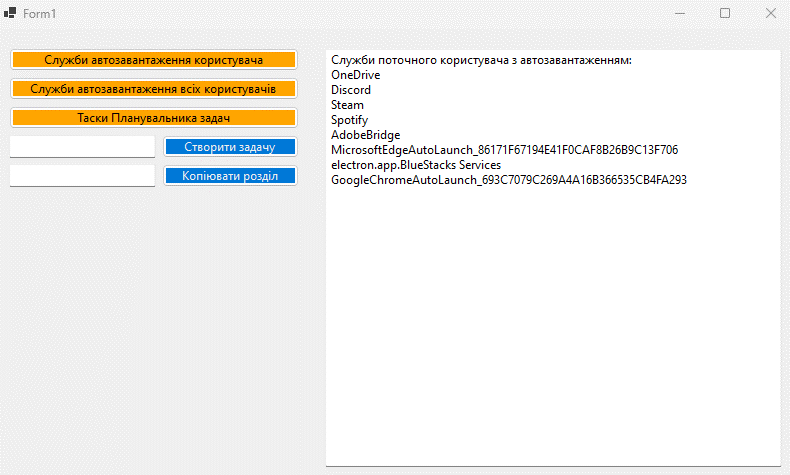 Form1
Служби автозавантаження користувача
Служби автозавантаження всіх користувачів
Таски Планувальника задач
Створити задачу
Копіювати розділ
Служби поточного користувача з автозавантаженням:
OneDrive
Discord
Steam
Spotify
AdobeBridge
MicrosoftEdgeAutoLaunch_86171F67194E41F0CAF8B26B9C13F706
electron.app.BlueStacks Services
GoogleChromeAutoLaunch_693C7079C269A4A16B366535CB4FA293